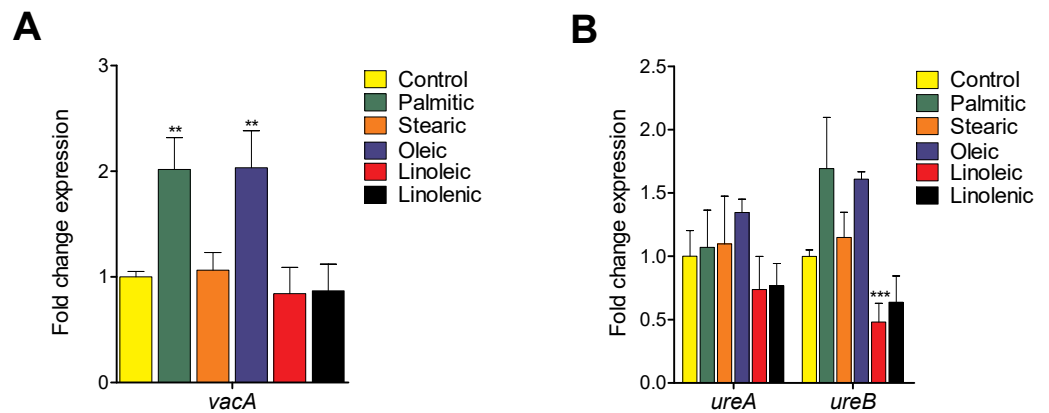 A
Fold change expression
3
2
1
0
**
**
vacA
Control
Palmitic
Stearic
Oleic
Linoleic
Linolenic
B
Fold change expression
2.5
2.0
1.5
1.0
0.5
0.0
***
ureA
ureB
Control
Palmitic
Stearic
Oleic
Linoleic
Linolenic